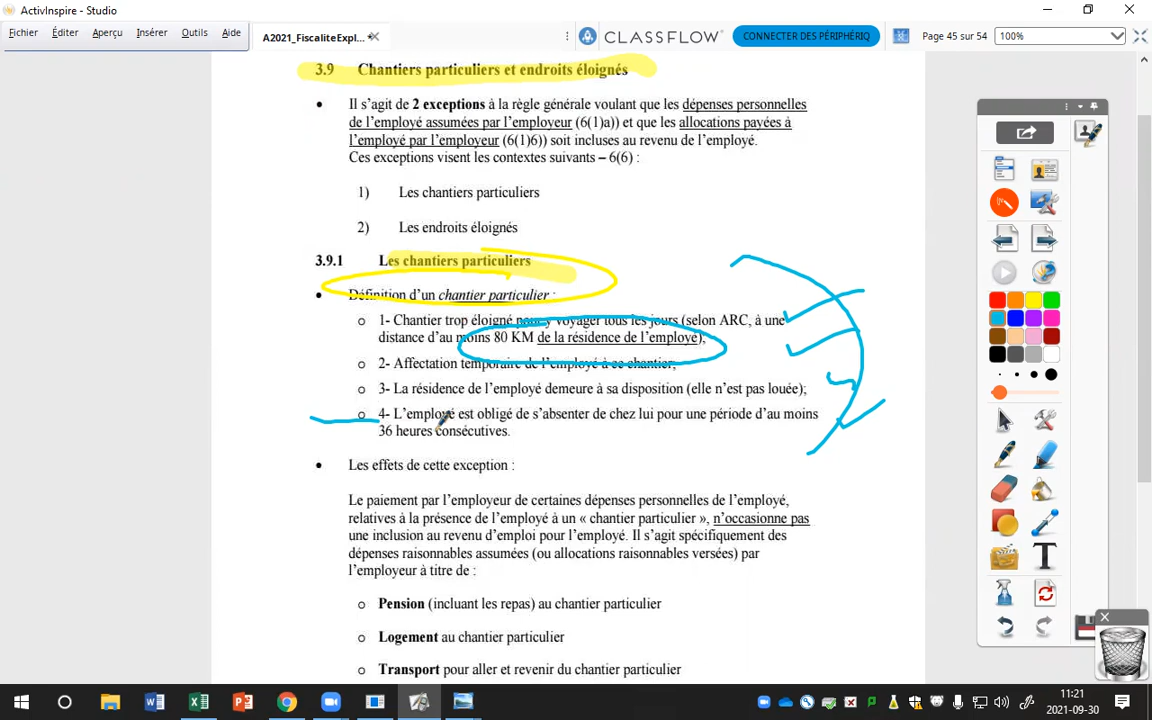 ActivInspire - Studio
Fichier Éditer Aperçu Insérer Outils Aide
A2021_FiscaliteExpl...
CLASSFLOW
CONNECTER DES PÉRIPHÉRIQ
Page 45 sur 54
100%
3.9 Chantiers particuliers et endroits éloignés
• Il s'agit de 2 exceptions à la règle générale voulant que les dépenses personnelles
de l'employé assumées par l'employeur (6(1)a)) et que les allocations payées à
l'employé par l'employeur (6(1)6)) soit incluses au revenu de l'employé.
Ces exceptions visent les contextes suivants – 6(6) :
1) Les chantiers particuliers
2) Les endroits éloignés
3.9.1 Les chantiers particuliers
• Définition d'un chantier particulier :
o 1- Chantier trop éloigné pour y voyager tous les jours (selon ARC, à une
distance d'au moins 80 KM de la résidence de l'employe);
o 2- Affectation temporaire de l'employé à ce chantier;
o 3- La résidence de l'employé demeure à sa disposition (elle n'est pas louée);
o 4- L'employé est obligé de s'absenter de chez lui pour une période d'au moins
36 heures consécutives.
• Les effets de cette exception :
Le paiement par l'employeur de certaines dépenses personnelles de l'employé,
relatives à la présence de l'employé à un « chantier particulier », n'occasionne pas
une inclusion au revenu d'emploi pour l'employé. Il s'agit spécifiquement des
dépenses raisonnables assumées (ou allocations raisonnables versées) par
l'employeur à titre de :
o Pension (incluant les repas) au chantier particulier
o Logement au chantier particulier
o Transport pour aller et revenir du chantier particulier
11:21
2021-09-30